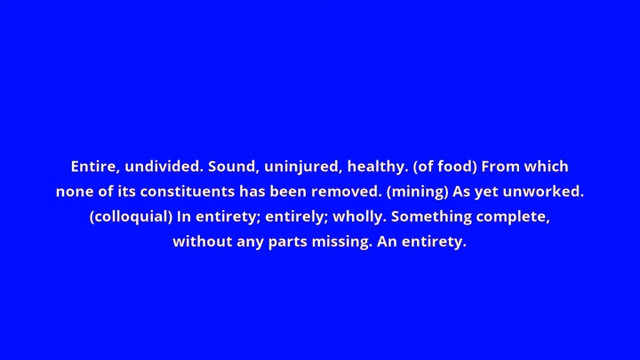 Entire, undivided. Sound, uninjured, healthy. (of food) From which
none of its constituents has been removed. (mining) As yet unworked.
(colloquial) In entirety; entirely; wholly. Something complete,
without any parts missing. An entirety.